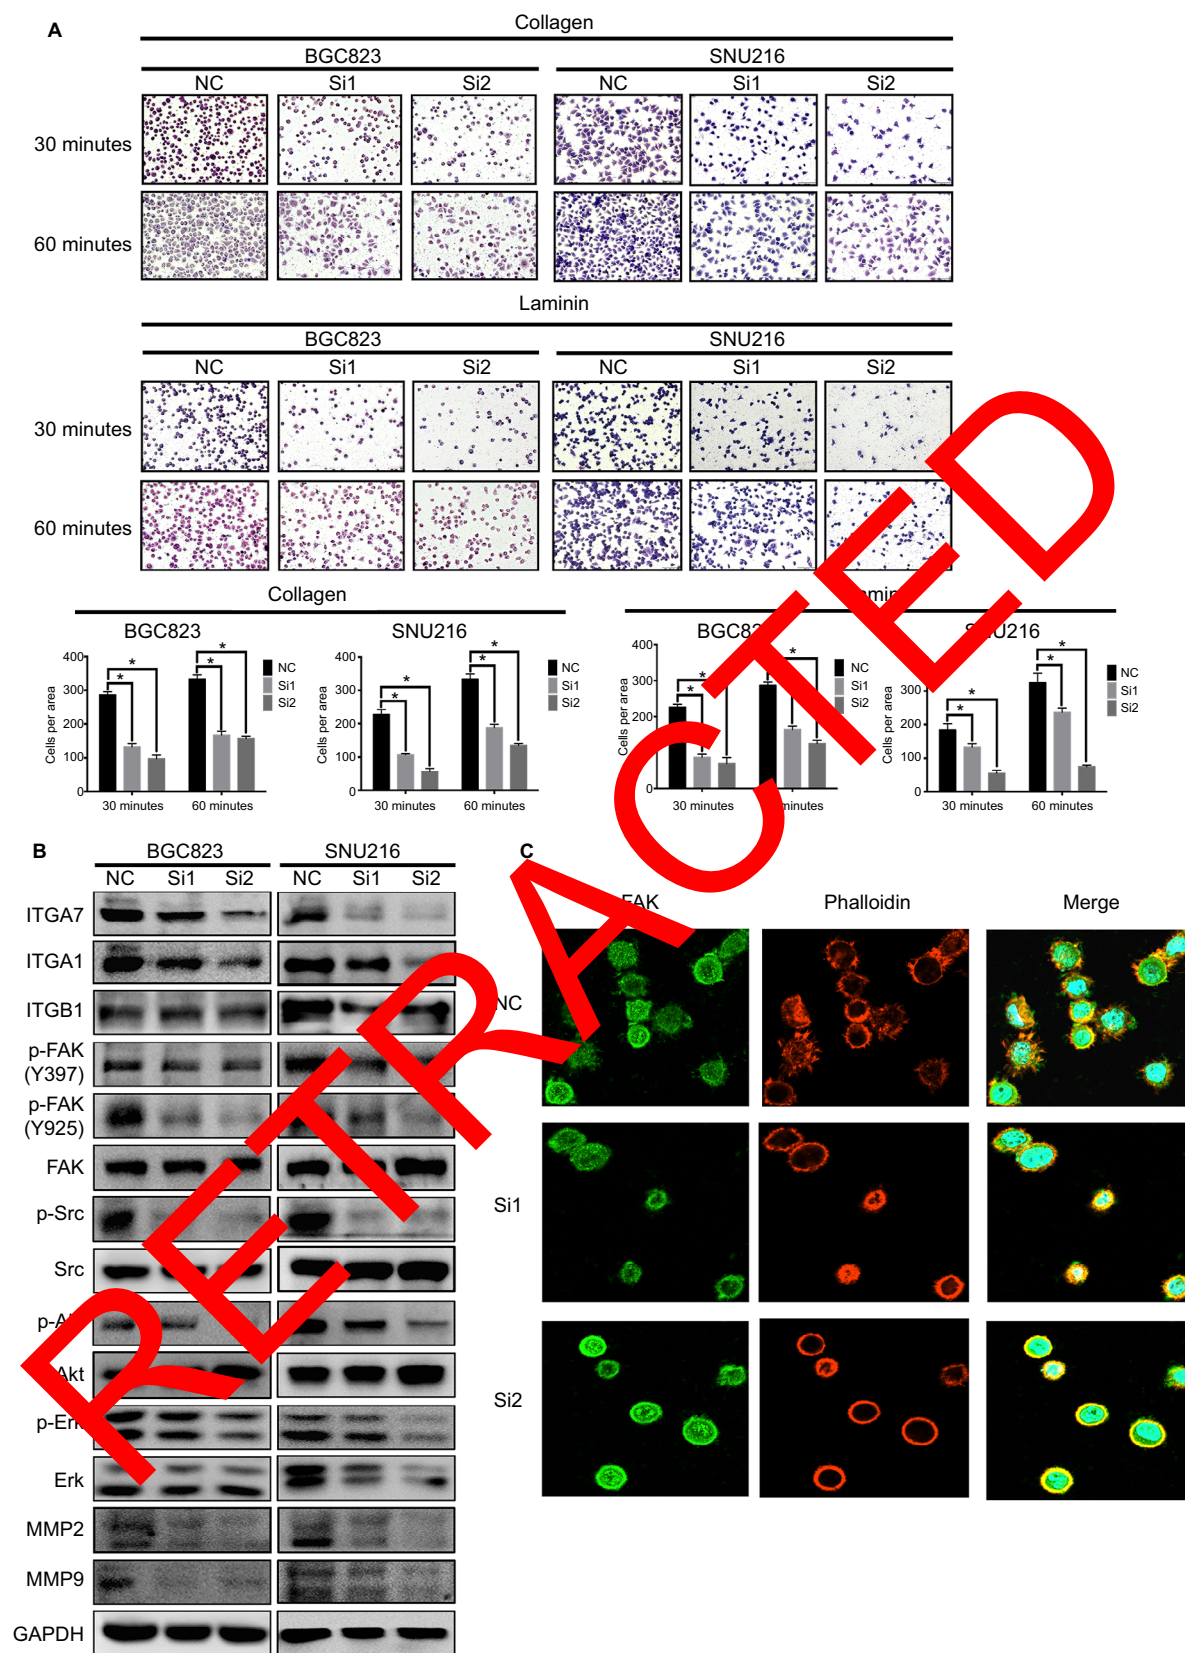 A
Collagen
BGC823 SNU216
NC Si1 Si2 NC Si1 Si2
30 minutes
60 minutes
Laminin
BGC823 SNU216
NC Si1 Si2 NC Si1 Si2
30 minutes
60 minutes
Collagen
BGC823 SNU216
Cells per area
400
300
200
100
0
* * * *
30 minutes 60 minutes
NC
Si1
Si2
Cells per area
400
300
200
100
0
* * * *
30 minutes 60 minutes
NC
Si1
Si2
SNU216
Cells per area
400
200
0
* * *
30 minutes
NC
Si1
Si2
Cells per area
300
200
100
0
* * * *
30 minutes 60 minutes
NC
Si1
Si2
B
BGC823 SNU216
NC Si1 Si2 NC Si1 Si2
ITGA7
ITGA1
ITGB1
p-FAK
(Y397)
p-FAK
(Y925)
FAK
p-Src
Src
Akt
p-Erk
Erk
MMP2
MMP9
GAPDH
C
FAK Phalloidin Merge
NC
Si1
Si2
RETRACTED